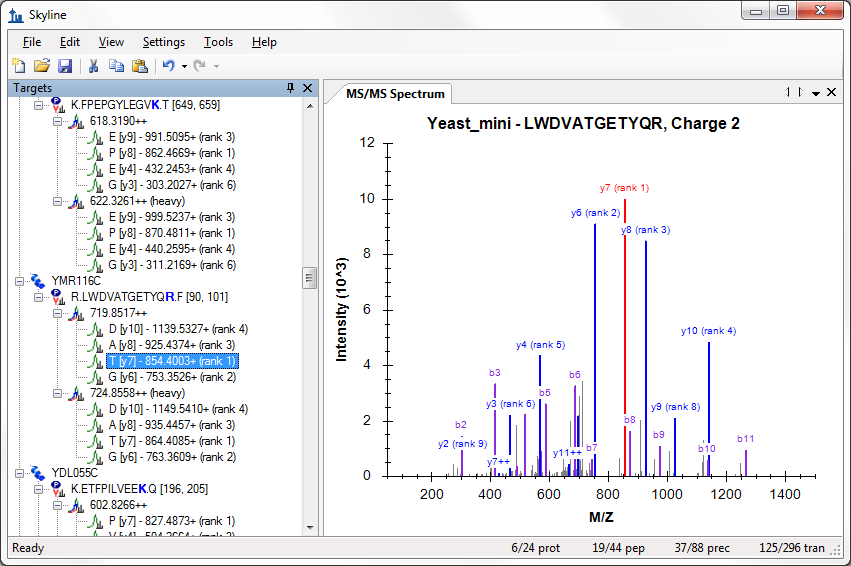 Skyline
File Edit View Settings Tools Help
Targets
K.FPEPGYLEGVK.T [649, 659]
618.3190++
E [y9] - 991.5095+ (rank 3)
P [y8] - 862.4669+ (rank 1)
E [y4] - 432.2453+ (rank 4)
G [y3] - 303.2027+ (rank 6)
622.3261++ (heavy)
E [y9] - 999.5237+ (rank 3)
P [y8] - 870.4811+ (rank 1)
E [y4] - 440.2595+ (rank 4)
G [y3] - 311.2169+ (rank 6)
YMR116C
R.LWDVATGETYQR.F [90, 101]
719.8517++
D [y10] - 1139.5327+ (rank 4)
A [y8] - 925.4374+ (rank 3)
T [y7] - 854.4003+ (rank 1)
G [y6] - 753.3526+ (rank 2)
724.8558++ (heavy)
D [y10] - 1149.5410+ (rank 4)
A [y8] - 935.4457+ (rank 3)
T [y7] - 864.4085+ (rank 1)
G [y6] - 763.3609+ (rank 2)
YDL055C
K.ETFPILVEEK.Q [196, 205]
602.8266++
P [y7] - 827.4873+ (rank 1)
MS/MS Spectrum
Yeast_mini - LWDVATGETYQR, Charge 2
Intensity (10^3)
12
10
8
6
4
2
0
y7 (rank 1)
y6 (rank 2)
y8 (rank 3)
y10 (rank 4)
y4 (rank 5)
b3
b6
b5
y3 (rank 6)
y9 (rank 8)
b2
b8
y2 (rank 9)
b9
b11
b7
b10
y11++
y7++
200 400 600 800 1000 1200 1400
M/Z
Ready
6/24 prot 19/44 pep 37/88 prec 125/296 tran